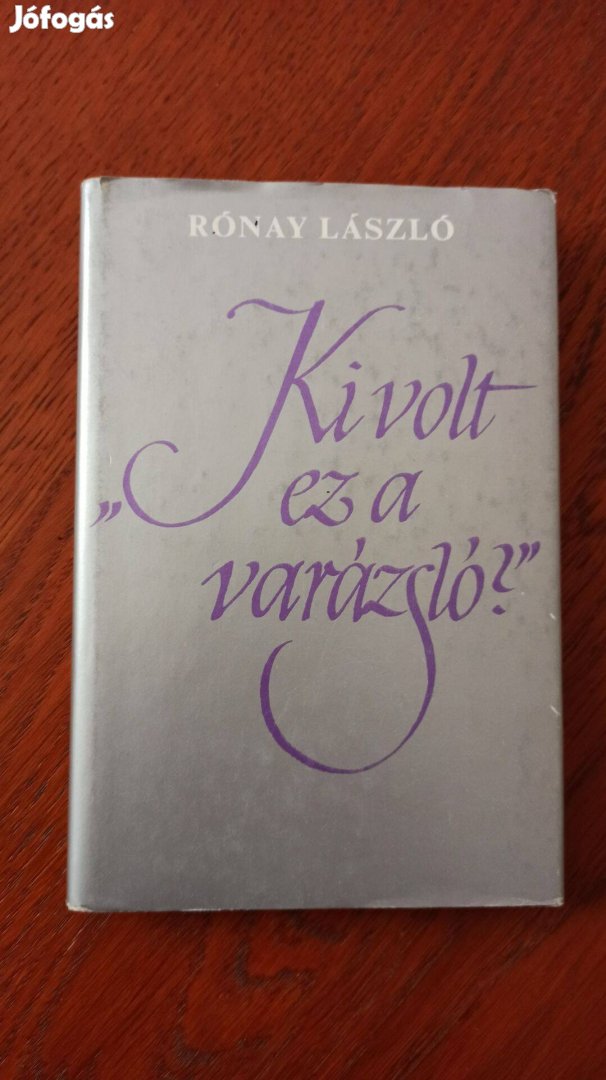 Jófogás
RÓNAY LÁSZLÓ
„Ki volt
ez a
varázsló?”